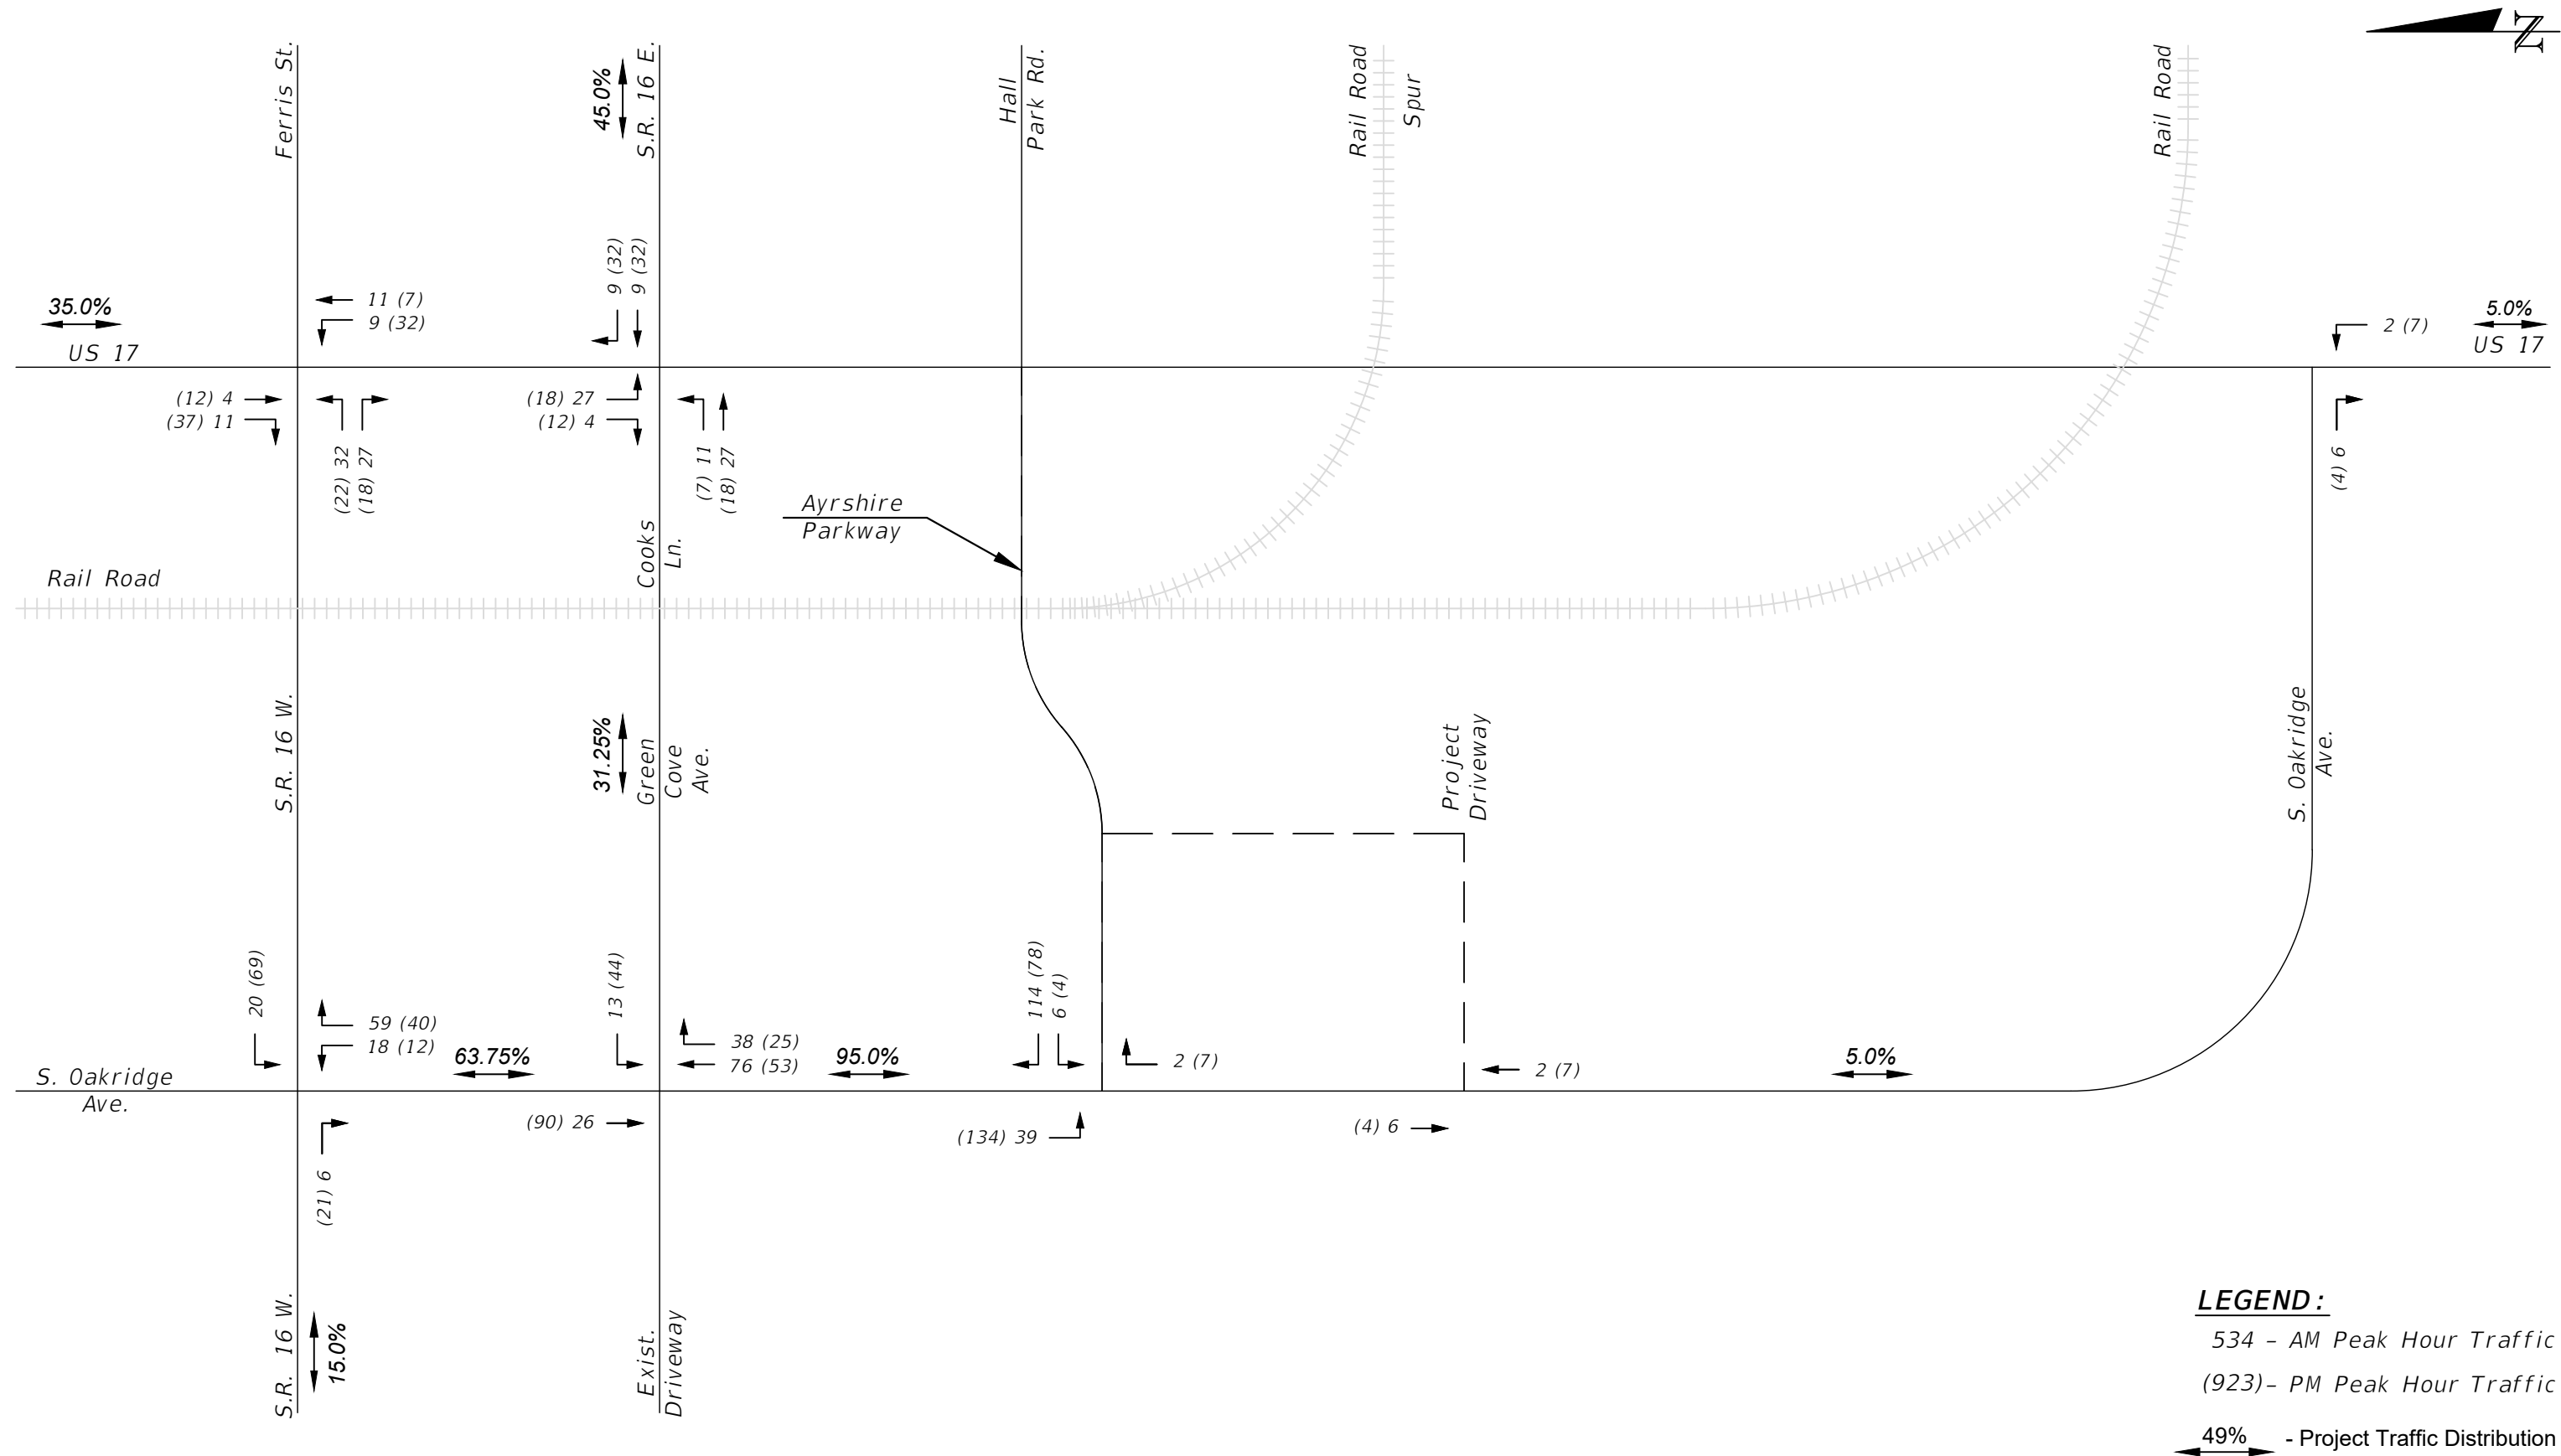 N
Ferris St.
45.0%
S.R. 16 E.
Hall
Park Rd.
Rail Road
Spur
Rail Road
35.0%
US 17
11 (7)
9 (32)
9 (32)
9 (32)
2 (7)
5.0%
US 17
(12) 4
(37) 11
(22) 32
(18) 27
(18) 27
(12) 4
(7) 11
(18) 27
(4) 6
Ayrshire
Parkway
Cooks
Ln.
Rail Road
S.R. 16 W.
31.25%
Green
Cove
Ave.
Project
Driveway
S. Oakridge
Ave.
20 (69)
59 (40)
18 (12)
63.75%
13 (44)
38 (25)
76 (53)
95.0%
114 (78)
6 (4)
2 (7)
2 (7)
5.0%
S. Oakridge
Ave.
(21) 6
(90) 26
(134) 39
(4) 6
S.R. 16 W.
15.0%
Exist.
Driveway
LEGEND:
534 – AM Peak Hour Traffic
(923)– PM Peak Hour Traffic
49% - Project Traffic Distribution